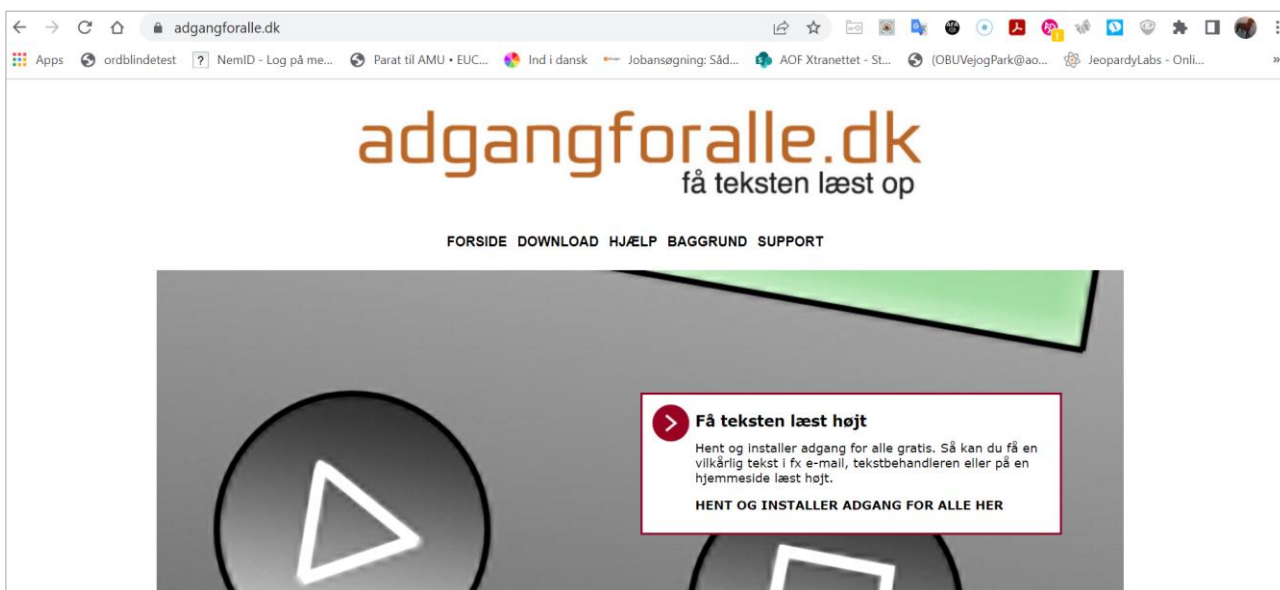 adgangforalle.dk
Apps ordblindetest NemID - Log på me... Parat til AMU • EUC... Ind i dansk Jobansøgning: Såd... AOF Xtranettet - St... (OBUVejogPark@ao... JeopardyLabs - Onli... »
adgangforalle.dk
få teksten læst op
FORSIDE DOWNLOAD HJÆLP BAGGRUND SUPPORT
Få teksten læst højt
Hent og installer adgang for alle gratis. Så kan du få en
vilkårlig tekst i fx e-mail, tekstbehandleren eller på en
hjemmeside læst højt.
HENT OG INSTALLER ADGANG FOR ALLE HER